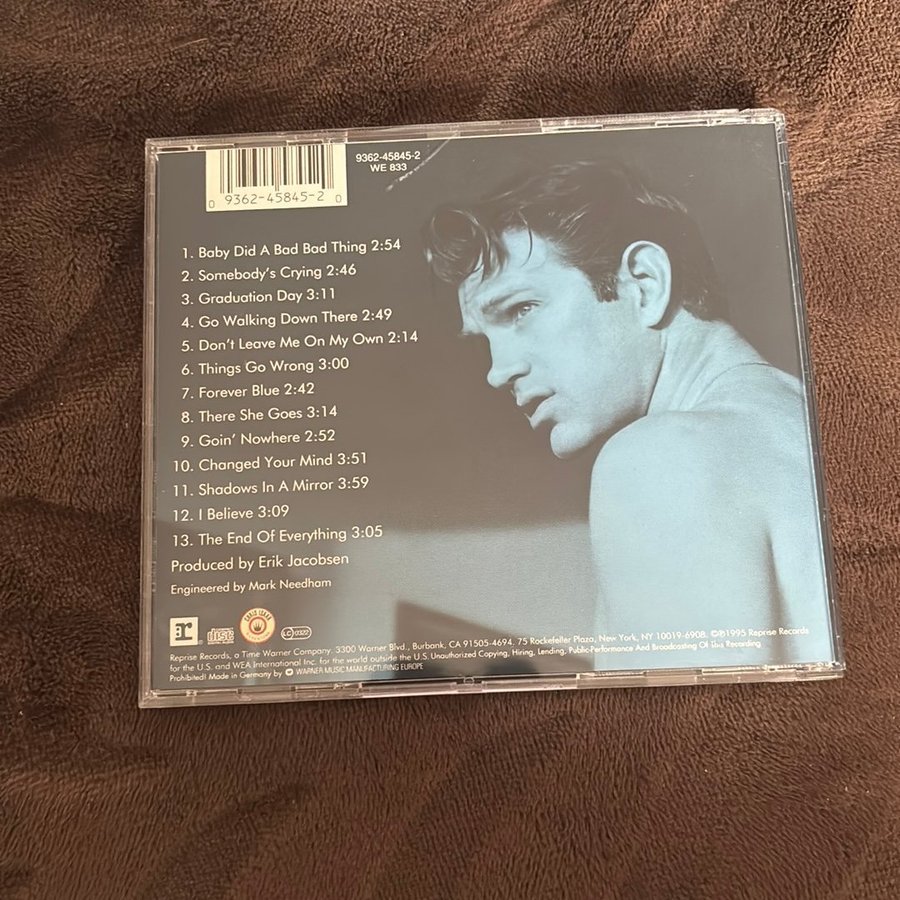 9362-45845-2
WE 833
0 9362-45845-2 0
1. Baby Did A Bad Bad Thing 2:54
2. Somebody's Crying 2:46
3. Graduation Day 3:11
4. Go Walking Down There 2:49
5. Don't Leave Me On My Own 2:14
6. Things Go Wrong 3:00
7. Forever Blue 2:42
8. There She Goes 3:14
9. Goin' Nowhere 2:52
10. Changed Your Mind 3:51
11. Shadows In A Mirror 3:59
12. I Believe 3:09
13. The End Of Everything 3:05
Produced by Erik Jacobsen
Engineered by Mark Needham
r
disc
CHRIS ISAAK
LC 0322
Reprise Records, a Time Warner Company. 3300 Warner Blvd., Burbank, CA 91505-4694. 75 Rockefeller Plaza, New York, NY 10019-6908. ©℗1995 Reprise Records
for the U.S. and WEA International Inc. for the world outside the U.S. Unauthorized Copying, Hiring, Lending, Public Performance And Broadcasting Of This Recording
Prohibited! Made in Germany by WARNER MUSIC MANUFACTURING EUROPE